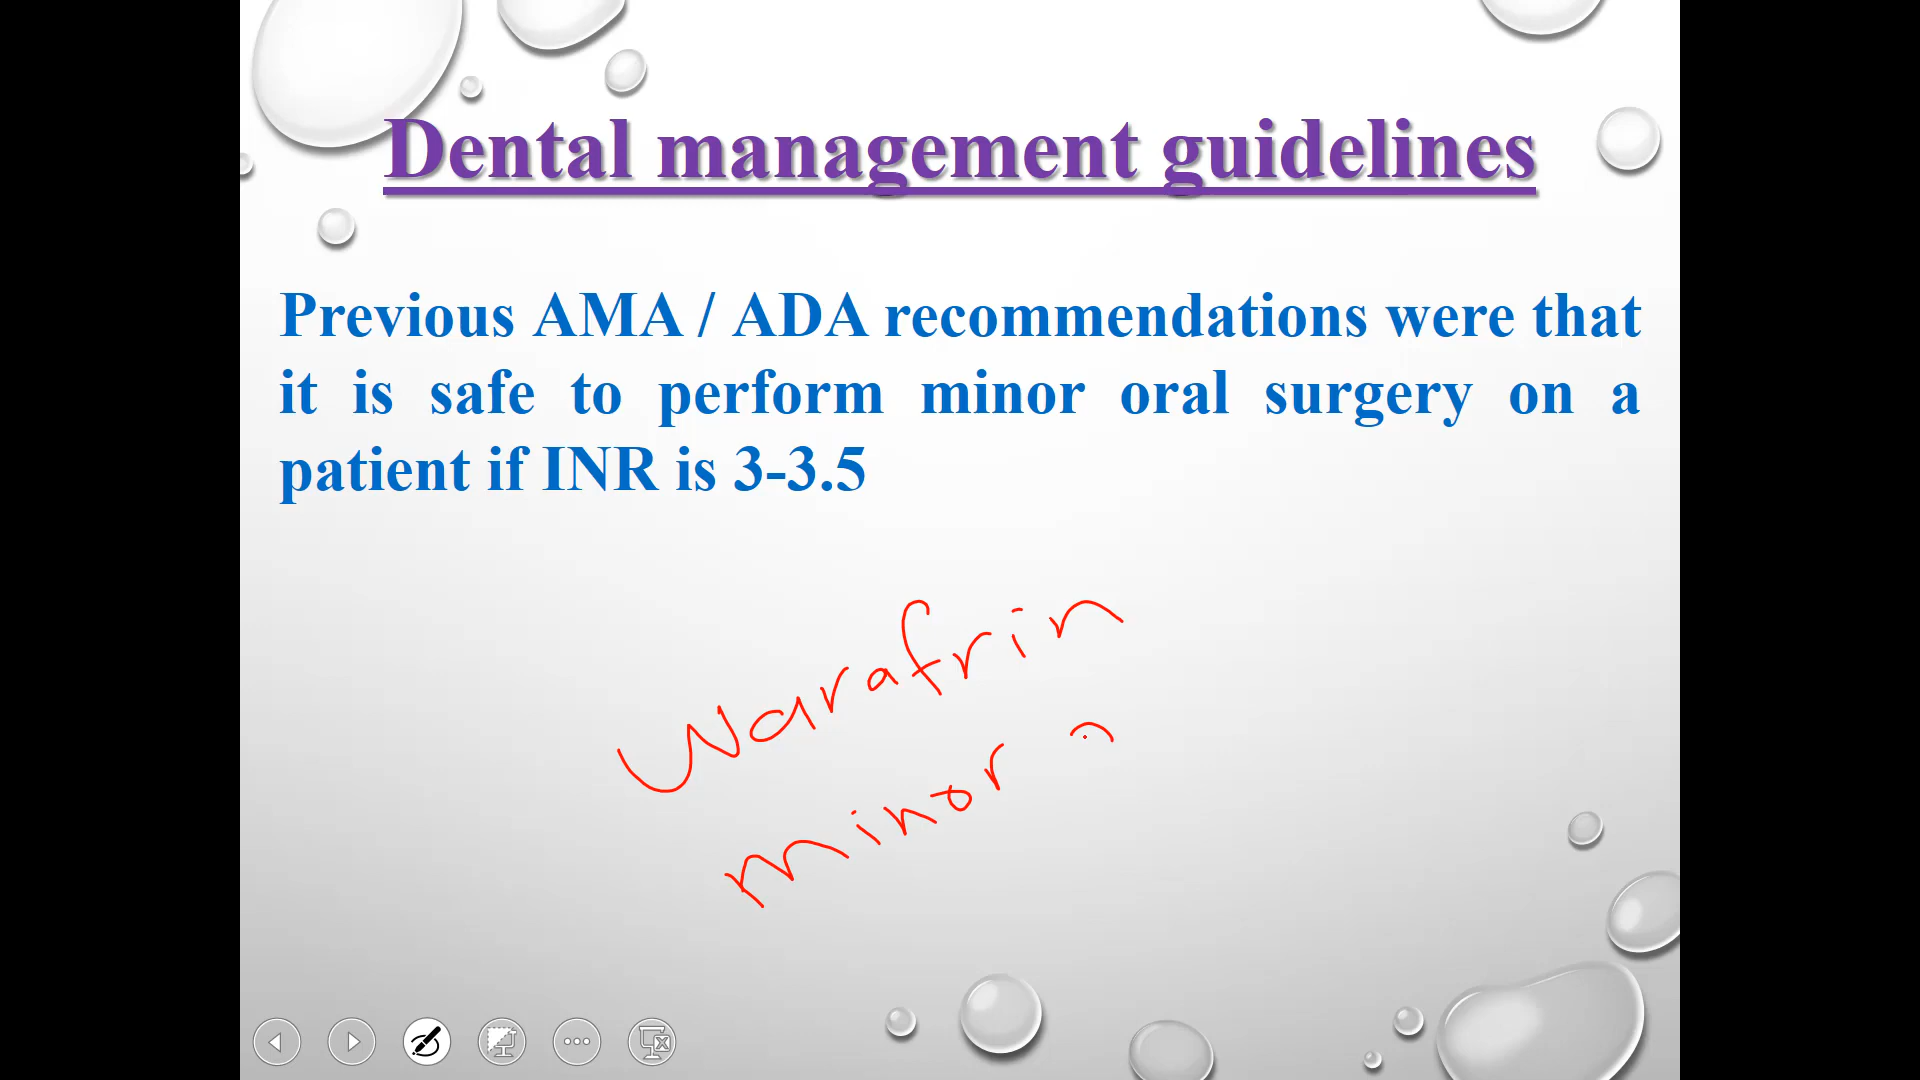 Dental management guidelines
Previous AMA / ADA recommendations were that
it is safe to perform minor oral surgery on a
patient if INR is 3-3.5
Warafrin
minor